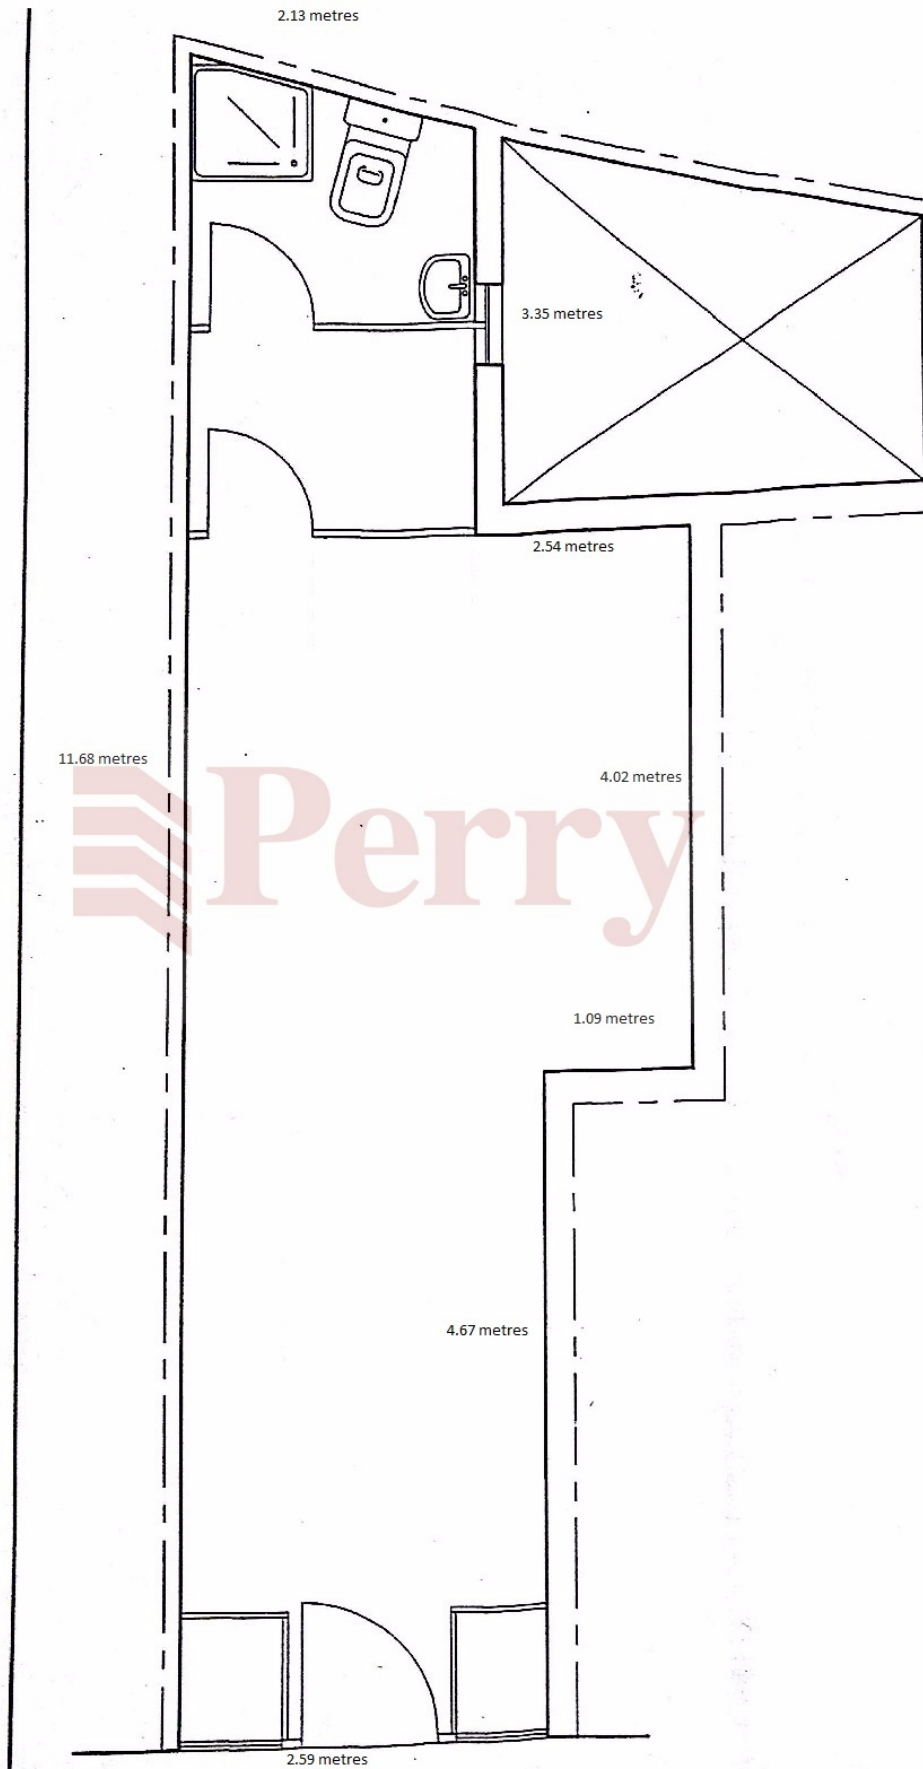 2.13 metres
3.35 metres
2.54 metres
11.68 metres
4.02 metres
Perry
1.09 metres
4.67 metres
2.59 metres